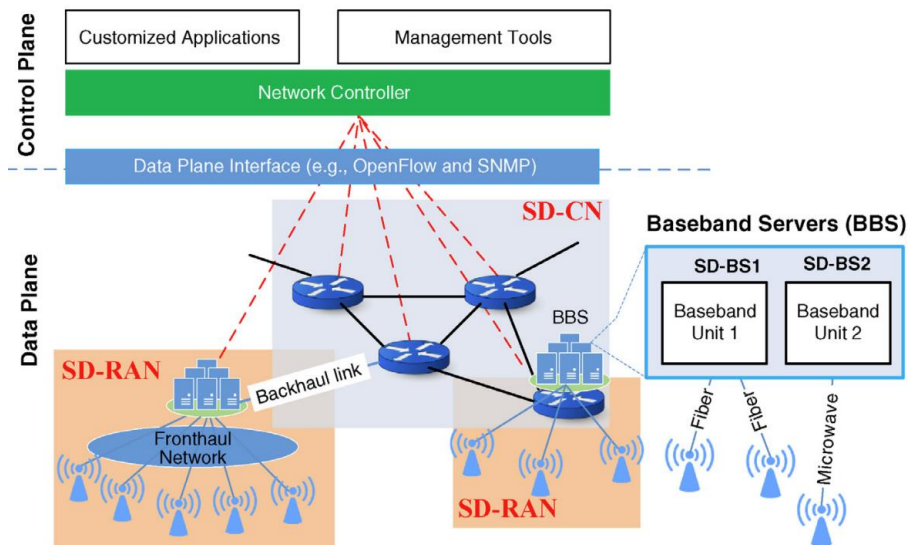 Control Plane
Customized Applications
Management Tools
Network Controller
Data Plane Interface (e.g., OpenFlow and SNMP)
Data Plane
SD-CN
Baseband Servers (BBS)
SD-BS1
SD-BS2
Baseband
Unit 1
Baseband
Unit 2
BBS
SD-RAN
Backhaul link
Fronthaul
Network
SD-RAN
Fiber
Fiber
Microwave